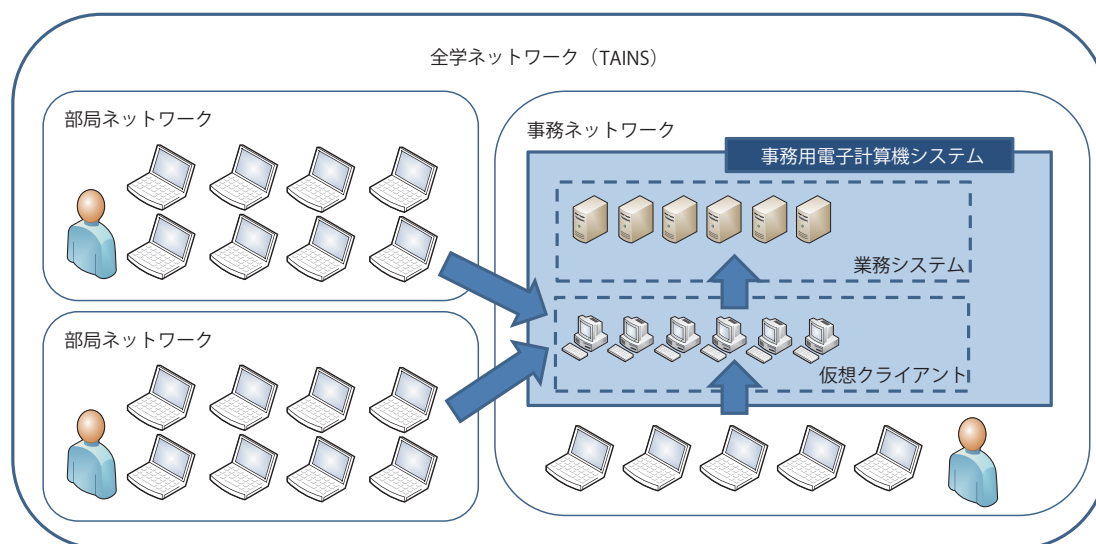 全学ネットワーク（TAINS）
部局ネットワーク
事務ネットワーク
事務用電子計算機システム
業務システム
部局ネットワーク
仮想クライアント